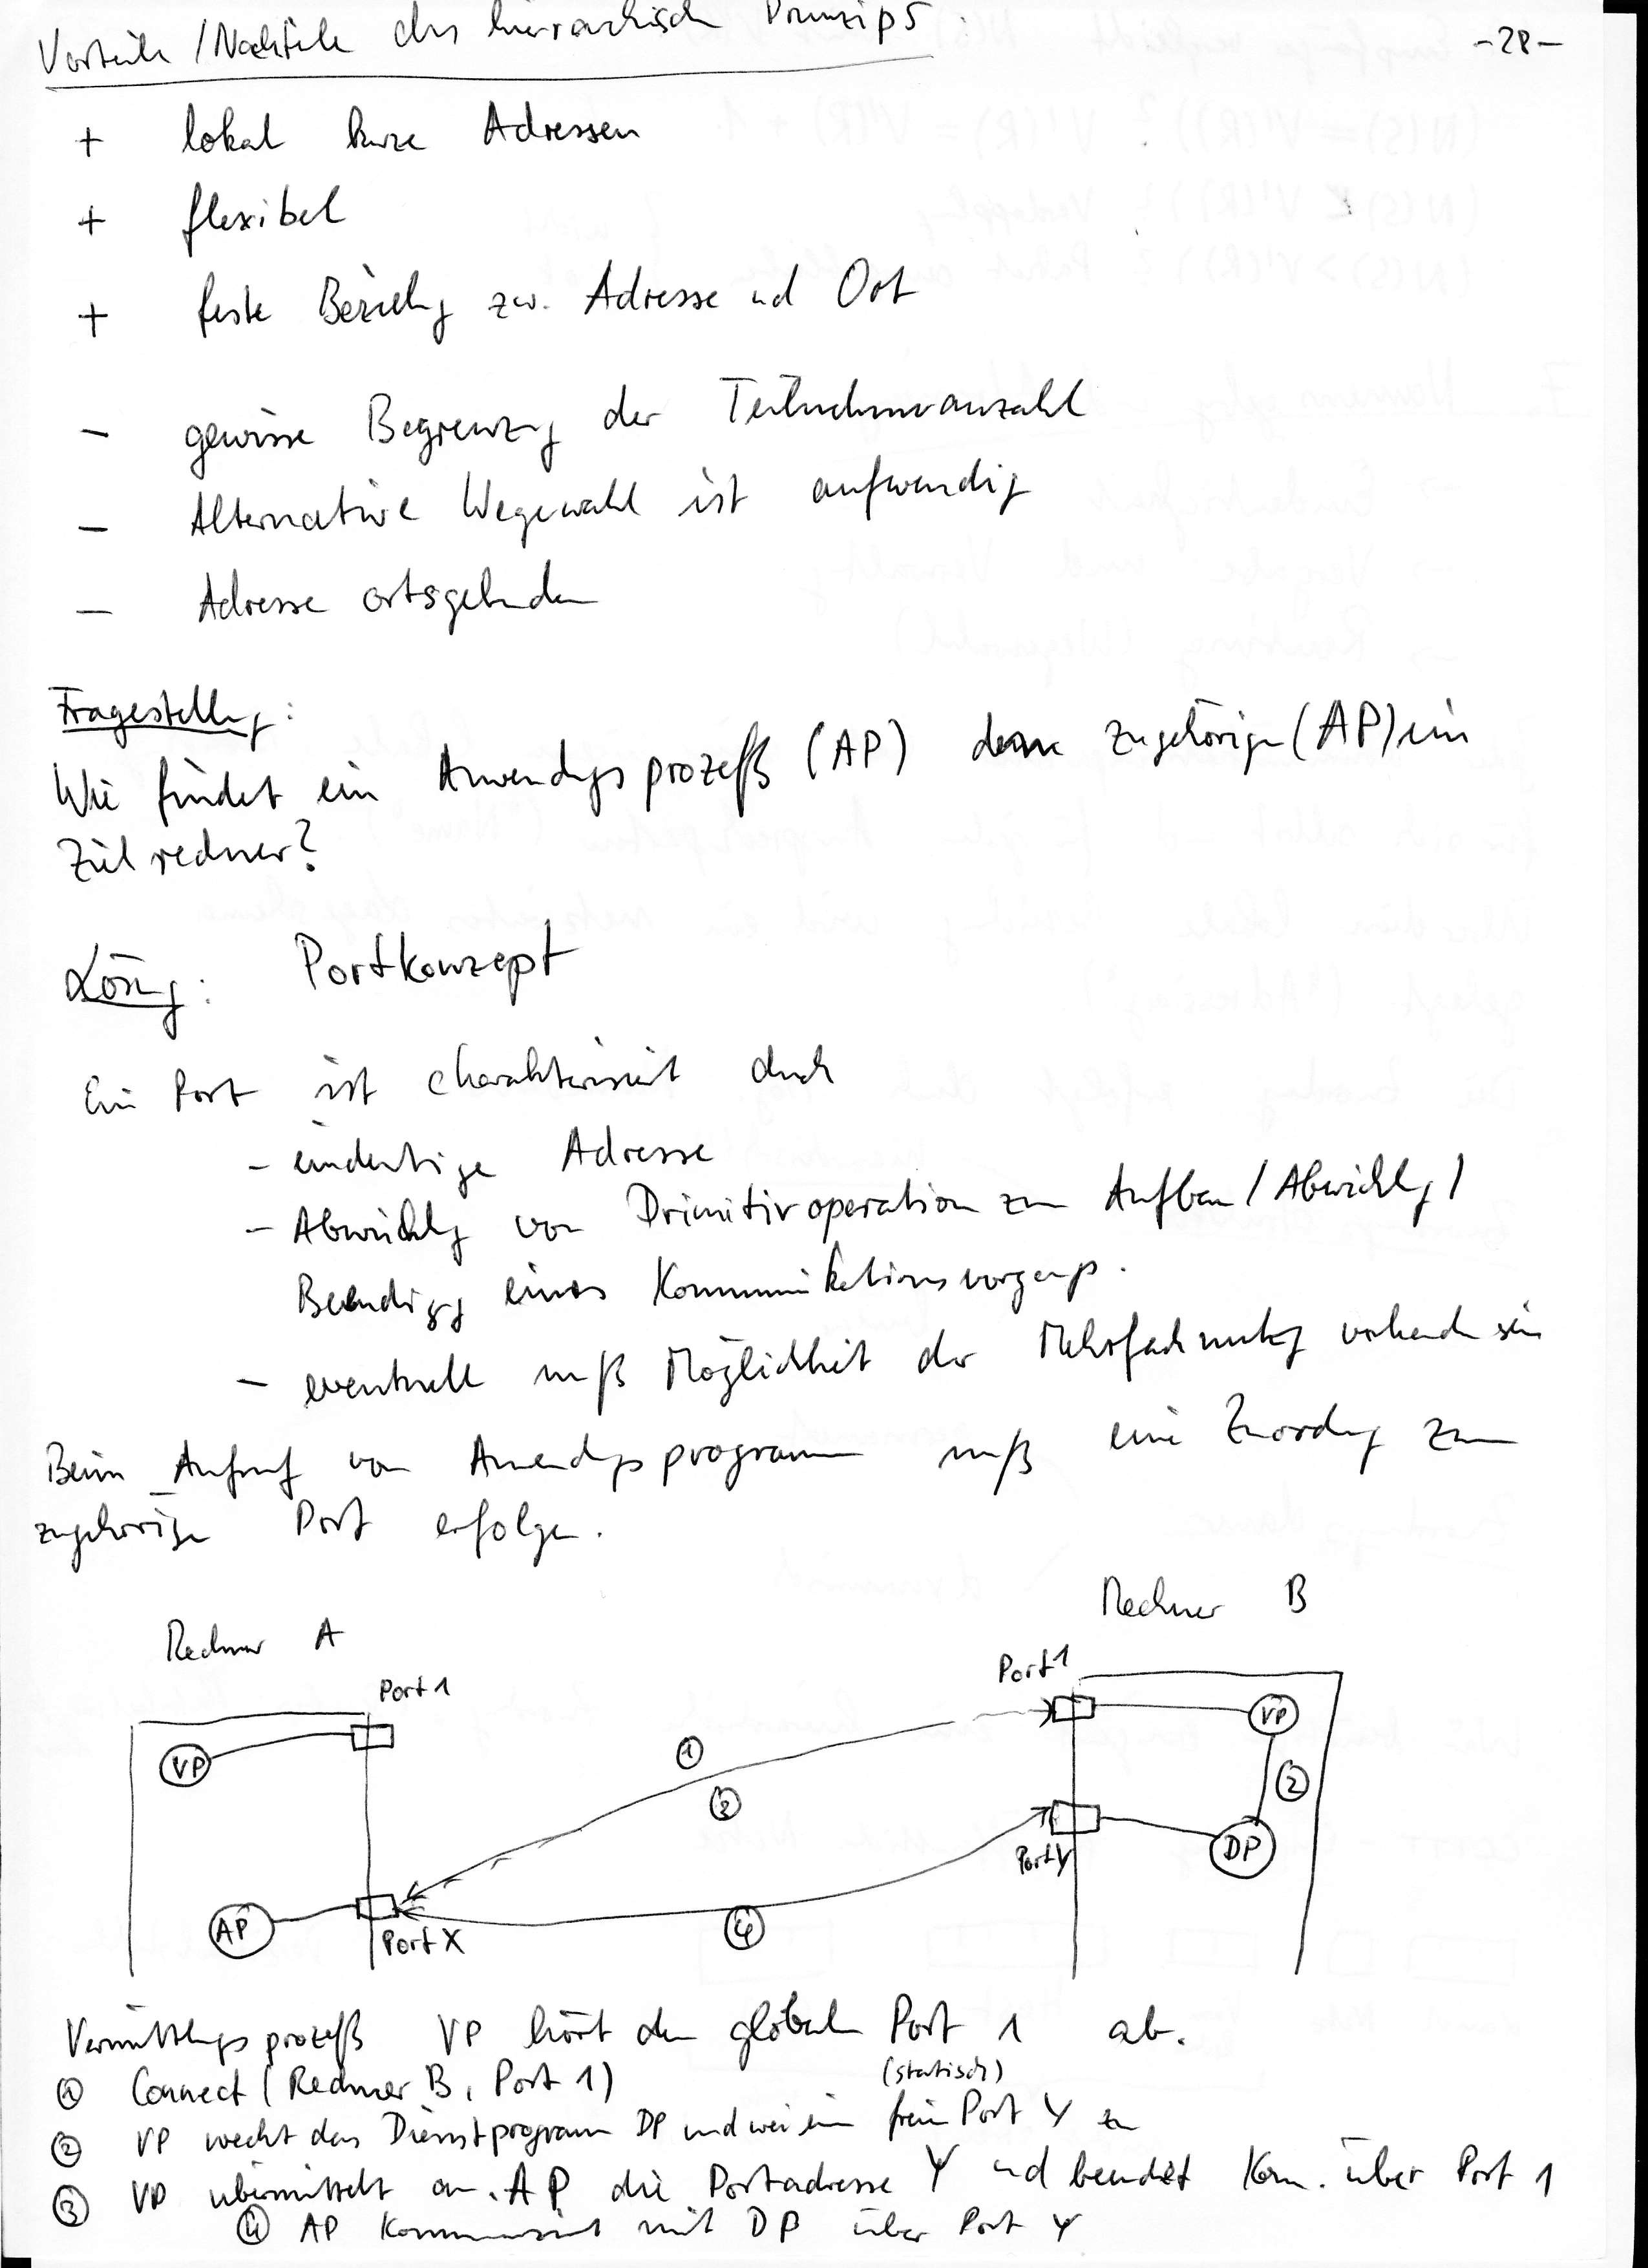 Vorteile / Nachteile des hierarchisch Prinzips :
-28-
+ lokal kurze Adressen
+ flexibel
+ feste Beziehung zw. Adresse und Ort
- gewisse Begrenzung der Teilnehmeranzahl
- Alternative Wegewahl ist aufwendig
- Adresse ortsgebunden
Fragestellung:
Wie findet ein Anwendungsprozeß (AP) zugehörigen (AP) im
Zielrechner?
Lösung: Portkonzept
Ein Port ist charakterisiert durch
- eindeutige Adresse
- Abwicklung von Primitivoperation zum Aufbau / Abwicklung /
Beendigung eines Kommunikationsvorgangs.
- eventuell muß Möglichkeit der Mehrfachnutzung vorhanden sein
Beim Aufruf von Anwendungsprogramm muß eine Zuordnung zum
zugehörigen Port erfolgen.
Rechner A
Rechner B
Port 1
Port 1
VP
VP
①
③
②
Port Y
DP
AP
Port X
④
Vermittlungsprozeß VP hört den globalen Port 1 ab.
(statisch)
① Connect (Rechner B, Port 1)
② VP weckt das Dienstprogramm DP und weist ein freien Port Y zu
③ VP übermittelt an AP die Portadresse Y und beendet Kom. über Port 1
④ AP kommuniziert mit DP über Port Y